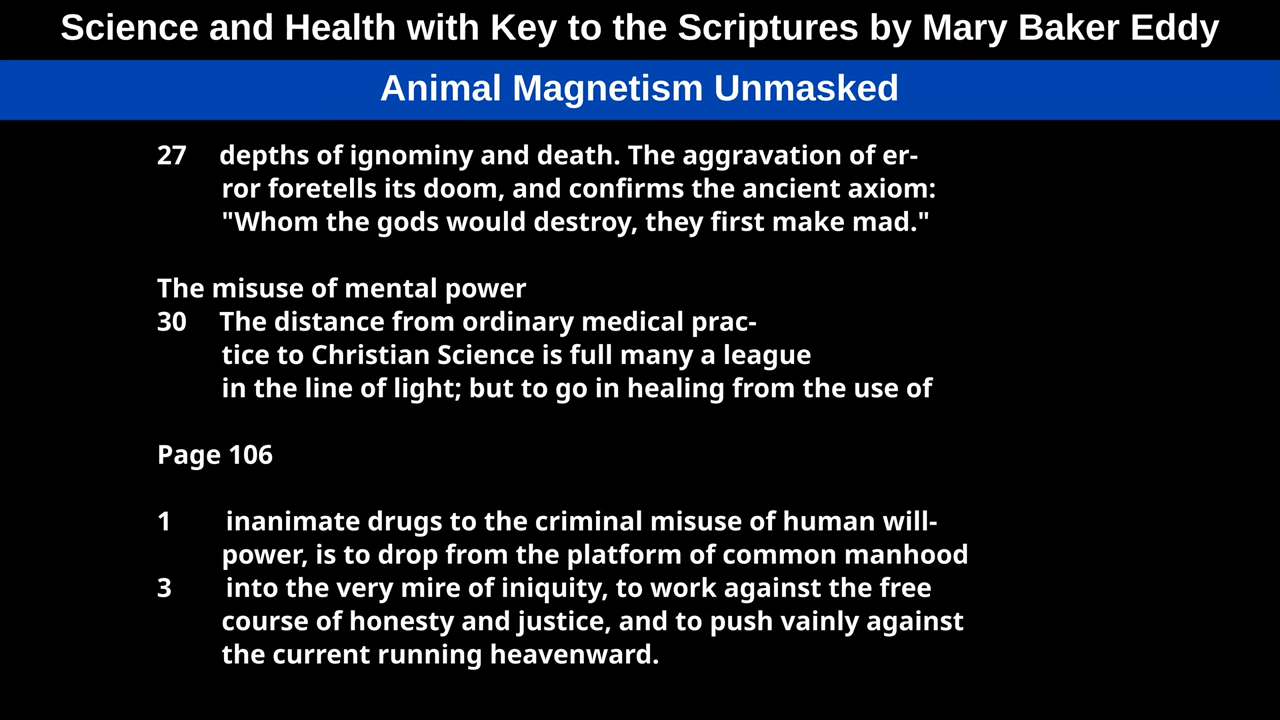 Science and Health with Key to the Scriptures by Mary Baker Eddy
Animal Magnetism Unmasked
27 depths of ignominy and death. The aggravation of er-
ror foretells its doom, and confirms the ancient axiom:
"Whom the gods would destroy, they first make mad."
The misuse of mental power
30 The distance from ordinary medical prac-
tice to Christian Science is full many a league
in the line of light; but to go in healing from the use of
Page 106
1 inanimate drugs to the criminal misuse of human will-
power, is to drop from the platform of common manhood
3 into the very mire of iniquity, to work against the free
course of honesty and justice, and to push vainly against
the current running heavenward.